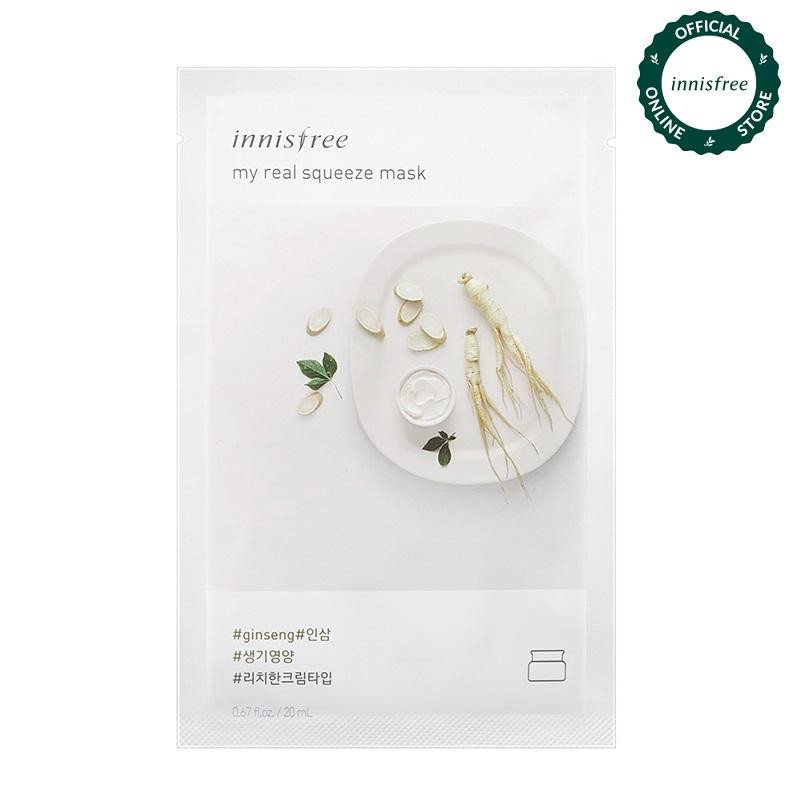 OFFICIAL
innisfree
ONLINE STORE
innisfree
my real squeeze mask
#ginseng#인삼
#생기영양
#리치한크림타입
0.67 fl.oz. / 20 mL